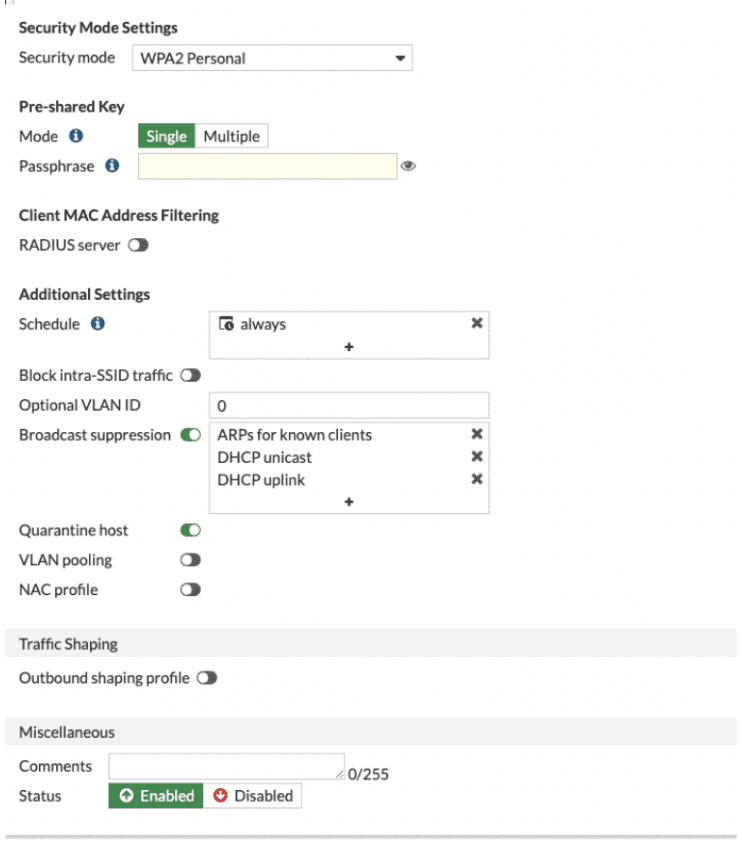 Security Mode Settings
Security mode WPA2 Personal
Pre-shared Key
Mode Single Multiple
Passphrase
Client MAC Address Filtering
RADIUS server
Additional Settings
Schedule always
Block intra-SSID traffic
Optional VLAN ID 0
Broadcast suppression ARPs for known clients
DHCP unicast
DHCP uplink
Quarantine host
VLAN pooling
NAC profile
Traffic Shaping
Outbound shaping profile
Miscellaneous
Comments 0/255
Status Enabled Disabled